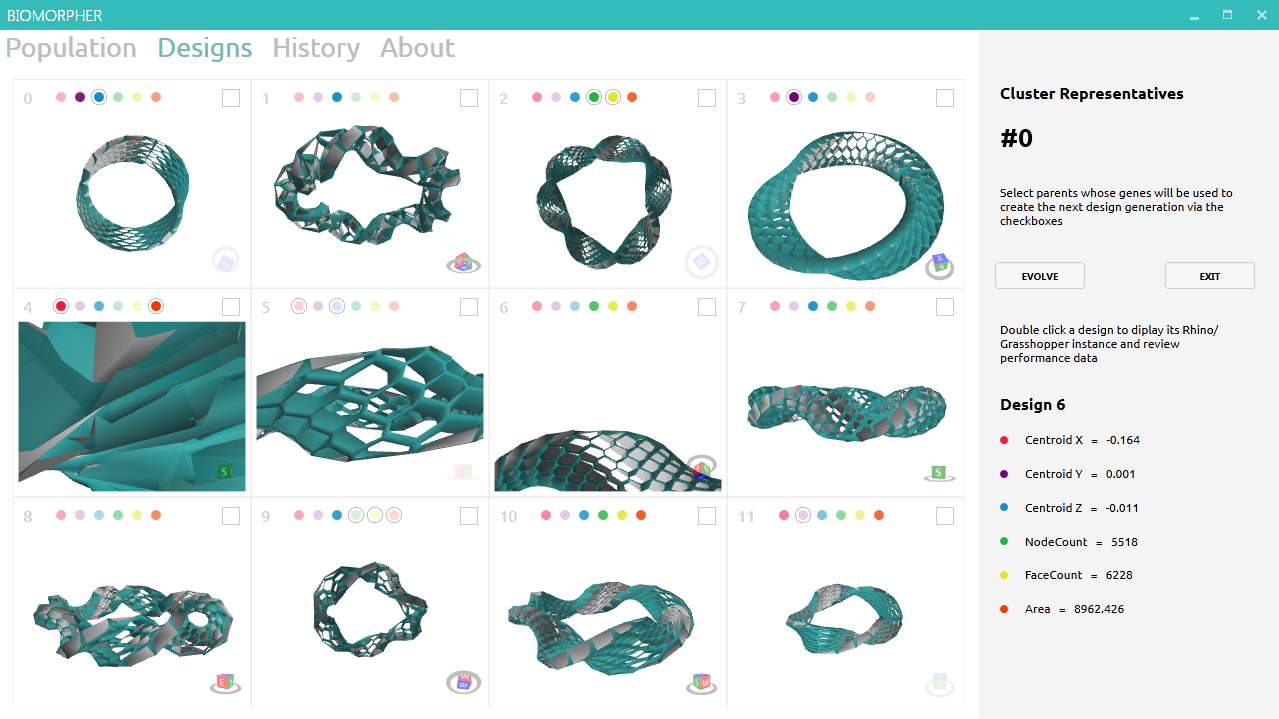 BIOMORPHER
Population Designs History About
0
1
2
3
4
5
6
7
8
9
10
11
S
S
E S
S W
Cluster Representatives
#0
Select parents whose genes will be used to
create the next design generation via the
checkboxes
EVOLVE EXIT
Double click a design to diplay its Rhino/
Grasshopper instance and review
performance data
Design 6
Centroid X = -0.164
Centroid Y = 0.001
Centroid Z = -0.011
NodeCount = 5518
FaceCount = 6228
Area = 8962.426